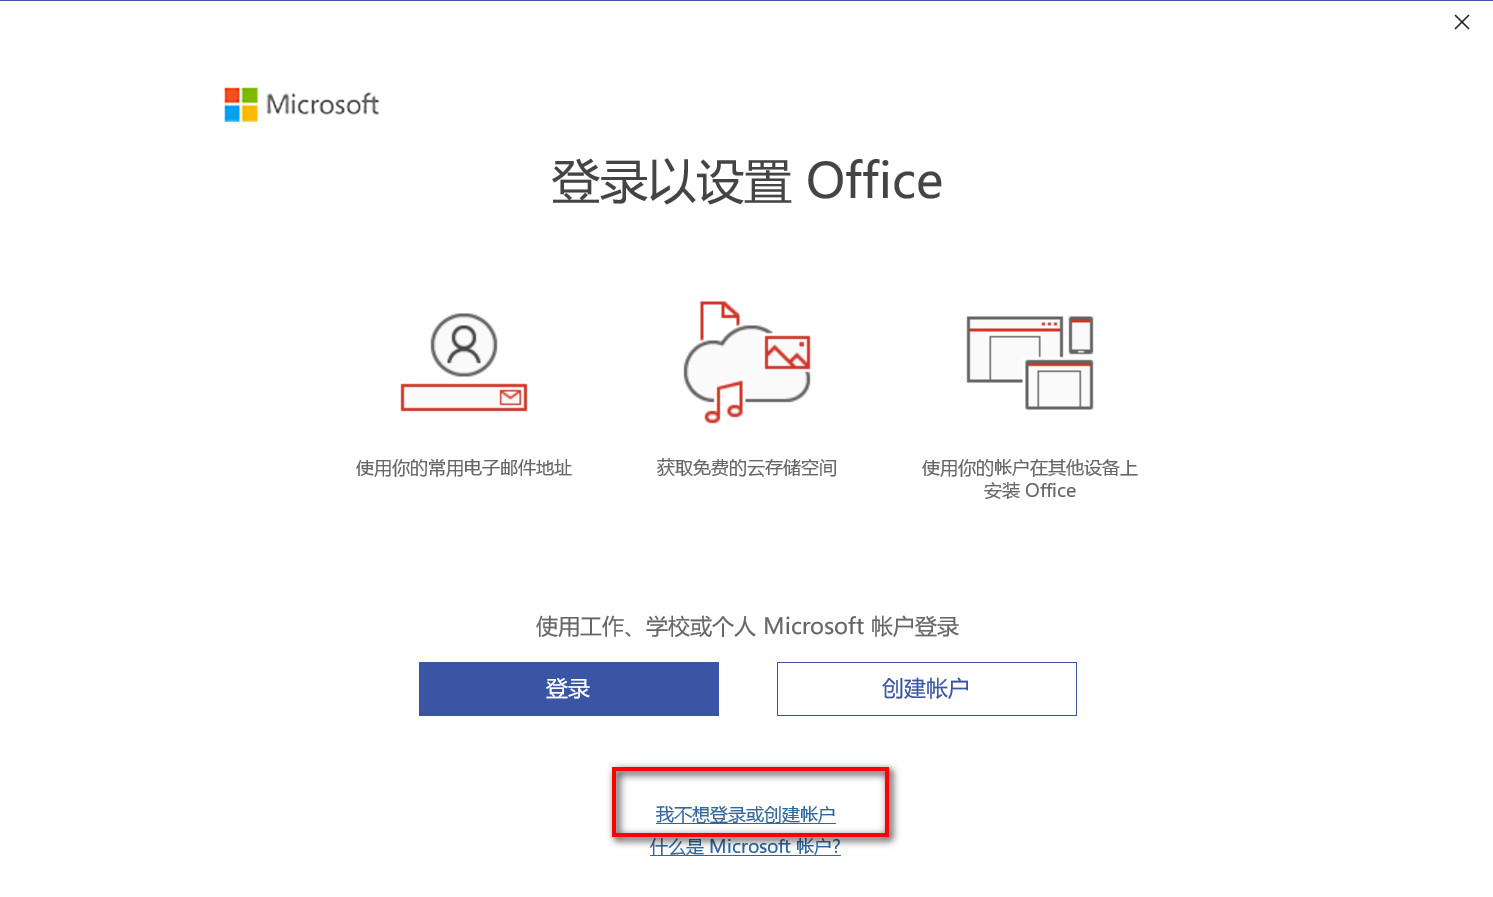 Microsoft
登录以设置 Office
使用你的常用电子邮件地址
获取免费的云存储空间
使用你的帐户在其他设备上
安装 Office
使用工作、学校或个人 Microsoft 帐户登录
登录
创建帐户
我不想登录或创建帐户
什么是 Microsoft 帐户?